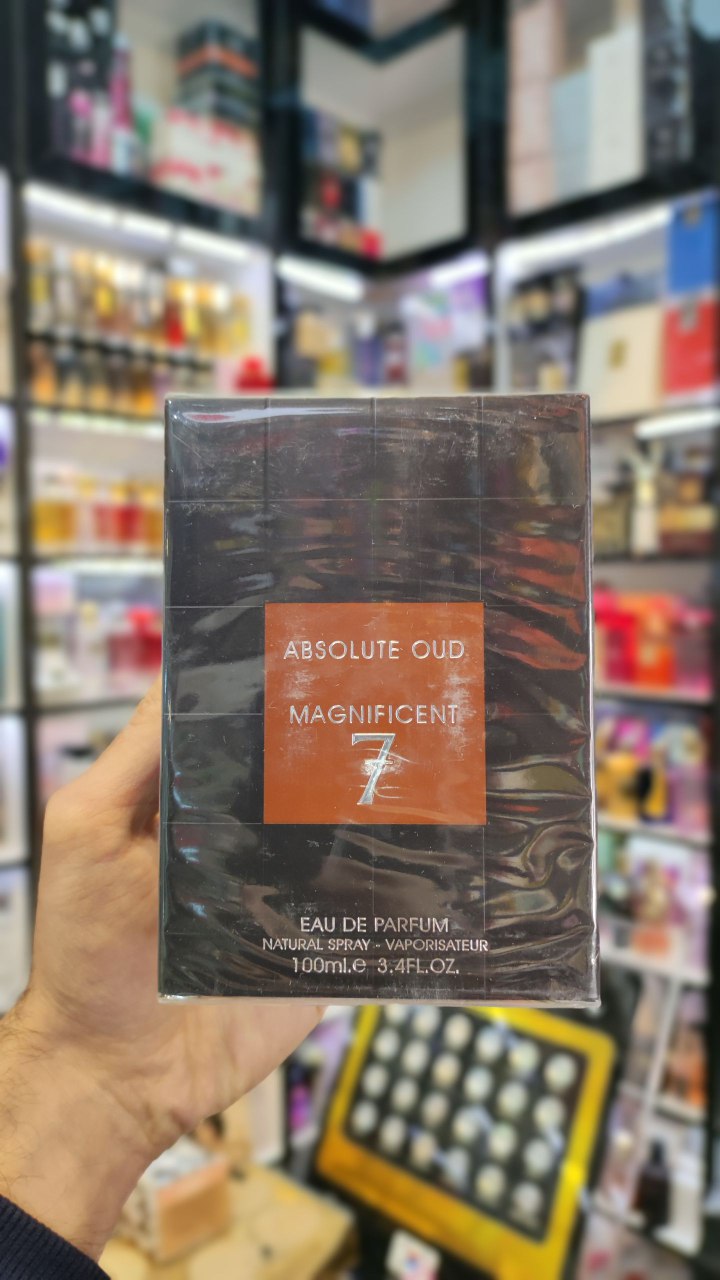 ABSOLUTE OUD
MAGNIFICENT
7
EAU DE PARFUM
NATURAL SPRAY - VAPORISATEUR
100ml.e 3.4FL.OZ.